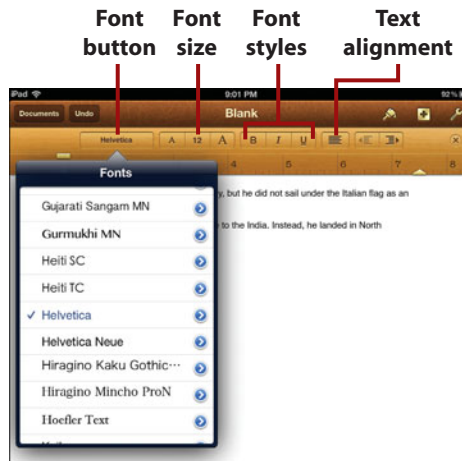 Font button
Font size
Font styles
Text alignment
iPad 9:01 PM 92%
Documents Undo Blank
Helvetica A 12 A B I U
4 5 6 7 8
Fonts
y, but he did not sail under the Italian flag as an
Gujarati Sangam MN
to the India. Instead, he landed in North
Gurmukhi MN
Heiti SC
Heiti TC
✓ Helvetica
Helvetica Neue
Hiragino Kaku Gothic···
Hiragino Mincho ProN
Hoefler Text